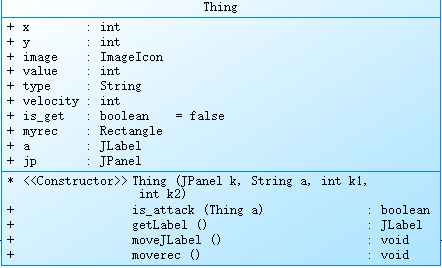 Thing
+ x : int
+ y : int
+ image : ImageIcon
+ value : int
+ type : String
+ velocity : int
+ is_get : boolean = false
+ myrec : Rectangle
+ a : JLabel
+ jp : JPanel
* <<Constructor>> Thing (JPanel k, String a, int k1,
int k2)
+ is_attack (Thing a) : boolean
+ getLabel () : JLabel
+ moveJLabel () : void
+ moverec () : void